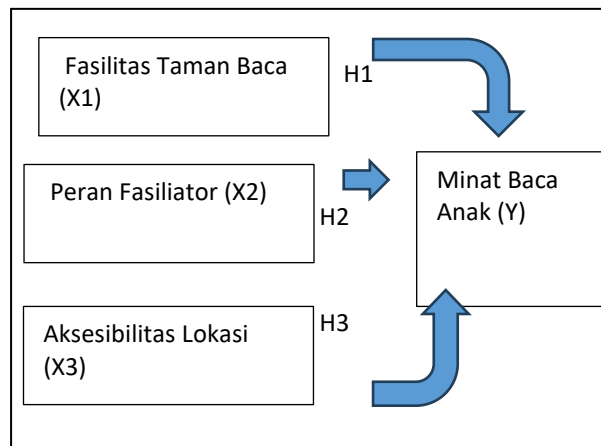 Fasilitas Taman Baca
(X1)
H1
Peran Fasiliator (X2)
H2
Minat Baca
Anak (Y)
Aksesibilitas Lokasi
(X3)
H3